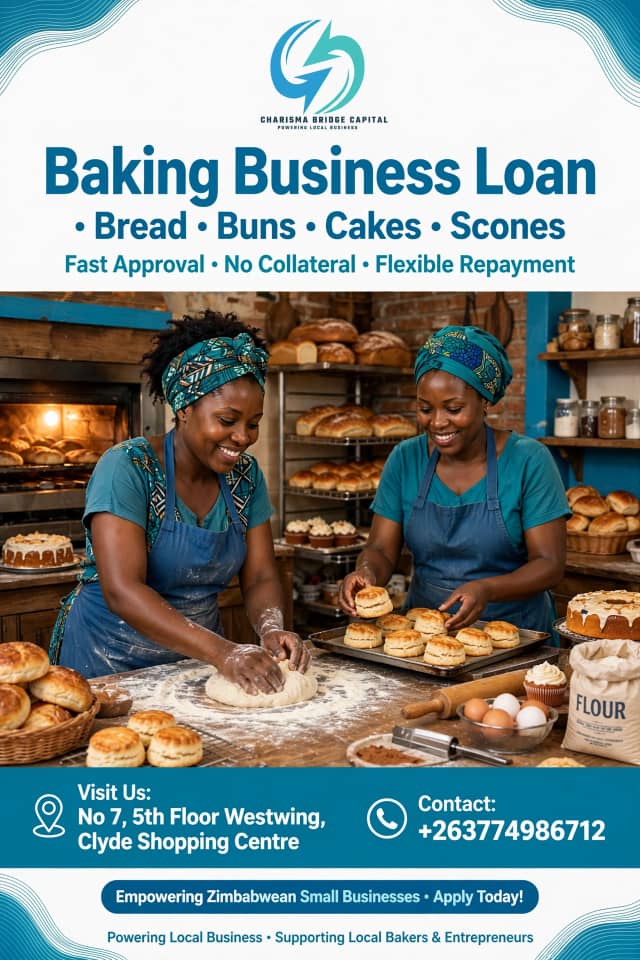 CHARISMA BRIDGE CAPITAL
POWERING LOCAL BUSINESS
Baking Business Loan
• Bread • Buns • Cakes • Scones
Fast Approval • No Collateral • Flexible Repayment
FLOUR
Visit Us:
No 7, 5th Floor Westwing,
Clyde Shopping Centre
Contact:
+263774986712
Empowering Zimbabwean Small Businesses • Apply Today!
Powering Local Business • Supporting Local Bakers & Entrepreneurs